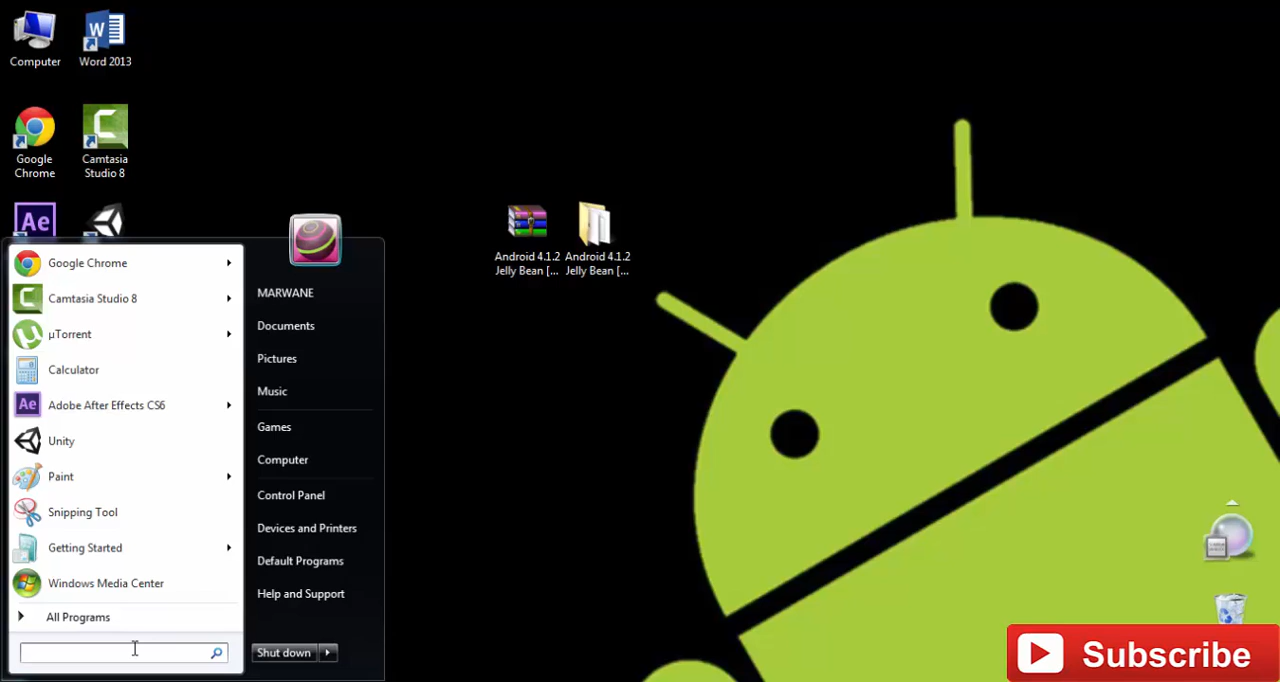 Computer
Word 2013
Google
Chrome
Camtasia
Studio 8
Ae
Android 4.1.2
Jelly Bean [...
Android 4.1.2
Jelly Bean [...
Google Chrome
Camtasia Studio 8
µTorrent
Calculator
Ae Adobe After Effects CS6
Unity
Paint
Snipping Tool
Getting Started
Windows Media Center
All Programs
MARWANE
Documents
Pictures
Music
Games
Computer
Control Panel
Devices and Printers
Default Programs
Help and Support
Shut down
Subscribe